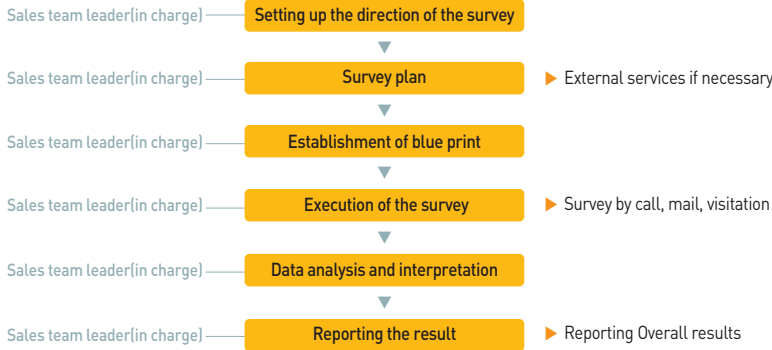 Sales team leader(in charge) Setting up the direction of the survey
Sales team leader(in charge) Survey plan External services if necessary
Sales team leader(in charge) Establishment of blue print
Sales team leader(in charge) Execution of the survey Survey by call, mail, visitation
Sales team leader(in charge) Data analysis and interpretation
Sales team leader(in charge) Reporting the result Reporting Overall results